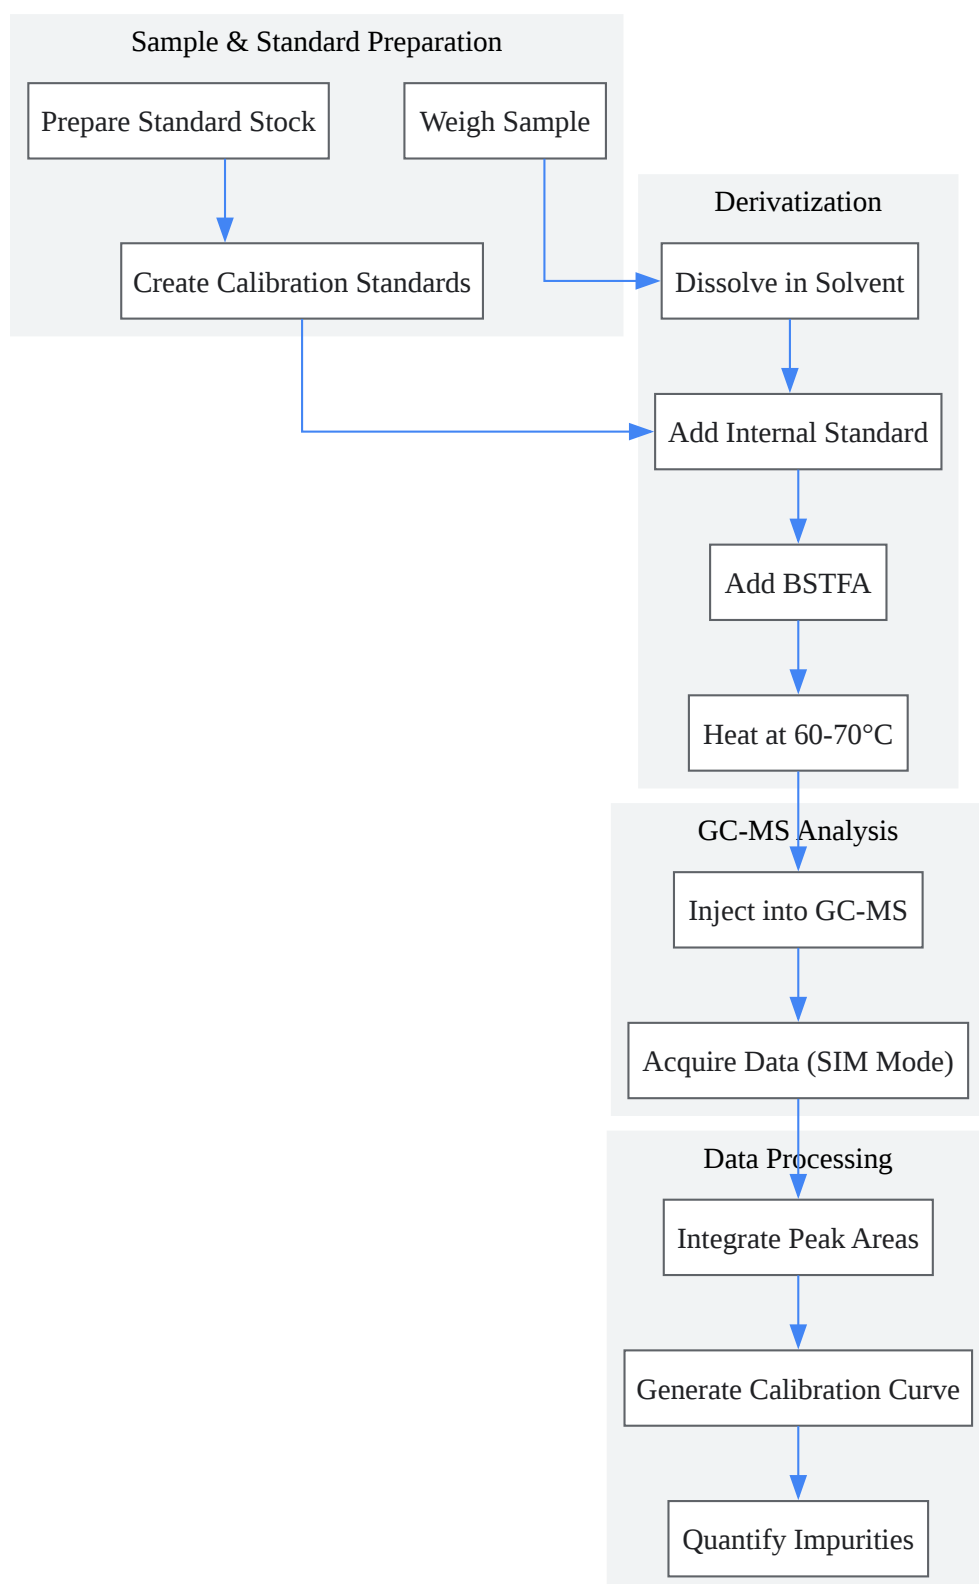 Sample & Standard Preparation
Prepare Standard Stock
Weigh Sample
Create Calibration Standards
Derivatization
Dissolve in Solvent
Add Internal Standard
Add BSTFA
Heat at 60-70°C
GC-MS Analysis
Inject into GC-MS
Acquire Data (SIM Mode)
Data Processing
Integrate Peak Areas
Generate Calibration Curve
Quantify Impurities